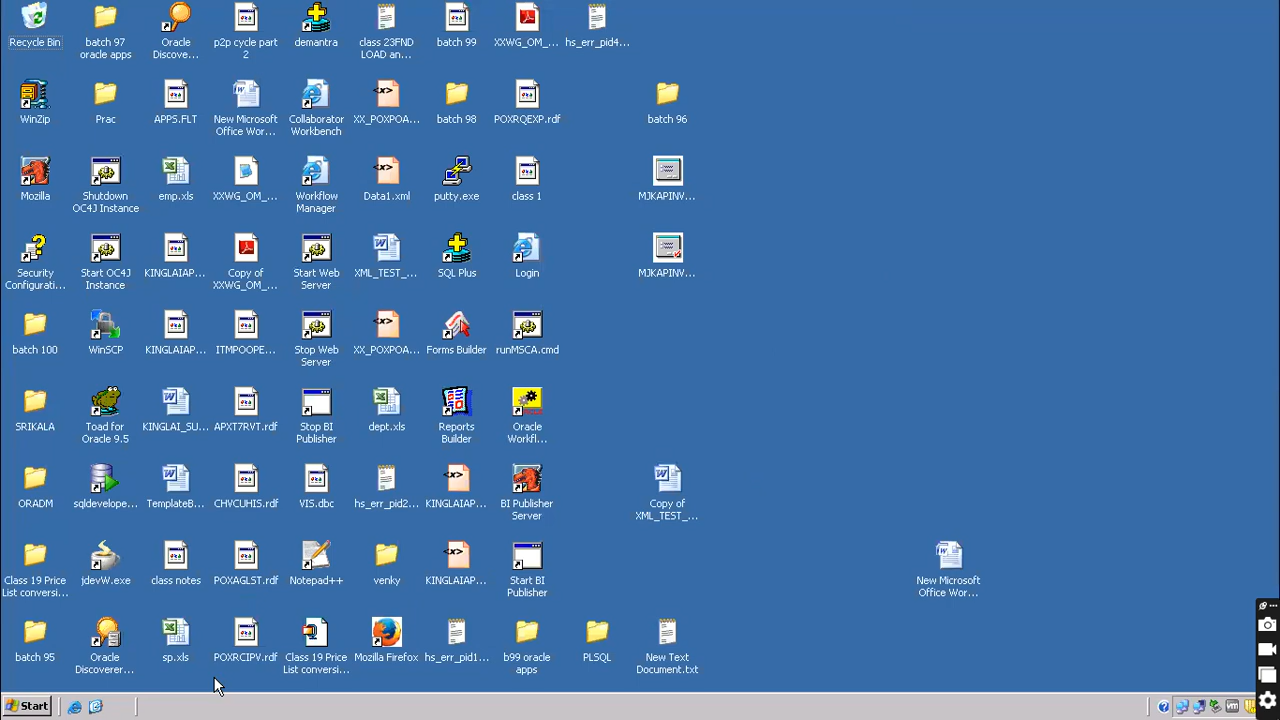 Recycle Bin
batch 97
oracle apps
Oracle
Discove...
p2p cycle part
2
demantra
class 23FND
LOAD an...
batch 99
XXWG_OM_...
hs_err_pid4...
WinZip
Prac
APPS.FLT
New Microsoft
Office Wor...
Collaborator
Workbench
XX_POXPOA...
batch 98
POXRQEXP.rdf
batch 96
Mozilla
Shutdown
OC4J Instance
emp.xls
XXWG_OM_...
Workflow
Manager
Data1.xml
putty.exe
class 1
MJKAPINV...
Security
Configurati...
Start OC4J
Instance
KINGLAIAP...
Copy of
XXWG_OM_...
Start Web
Server
XML_TEST_...
SQL Plus
Login
MJKAPINV...
batch 100
WinSCP
KINGLAIAP...
ITMPOOPE...
Stop Web
Server
XX_POXPOA...
Forms Builder
runMSCA.cmd
SRIKALA
Toad for
Oracle 9.5
KINGLAI_SU...
APXT7RVT.rdf
Stop BI
Publisher
dept.xls
Reports
Builder
Oracle
Workfl...
ORADM
sqldevelope...
TemplateB...
CHVCUHIS.rdf
VIS.dbc
hs_err_pid2...
KINGLAIAP...
BI Publisher
Server
Copy of
XML_TEST_...
Class 19 Price
List conversi...
jdevW.exe
class notes
POXAGLST.rdf
Notepad++
venky
KINGLAIAP...
Start BI
Publisher
New Microsoft
Office Wor...
batch 95
Oracle
Discoverer...
sp.xls
POXRCIPV.rdf
Class 19 Price
List conversi...
Mozilla Firefox
hs_err_pid1...
b99 oracle
apps
PLSQL
New Text
Document.txt
Start